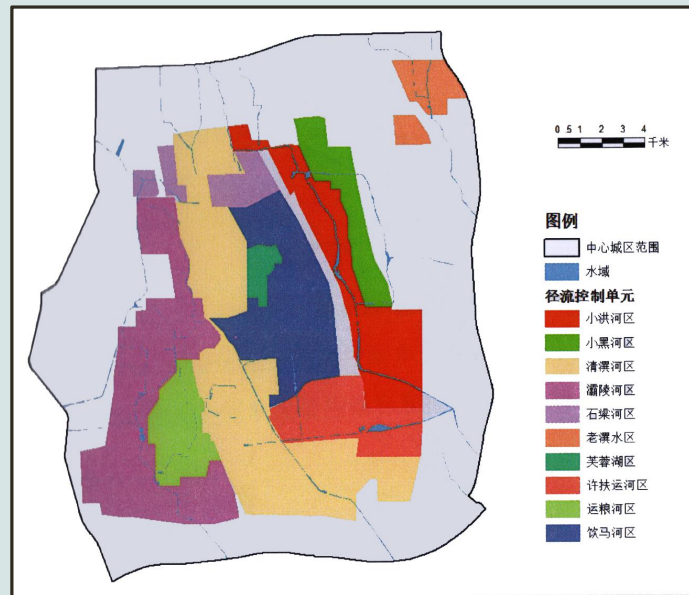 0 5 1 2 3 4
千米
图例
中心城区范围
水域
径流控制单元
小洪河区
小黑河区
清潩河区
灞陵河区
石梁河区
老潩水区
芙蓉湖区
许扶运河区
运粮河区
饮马河区